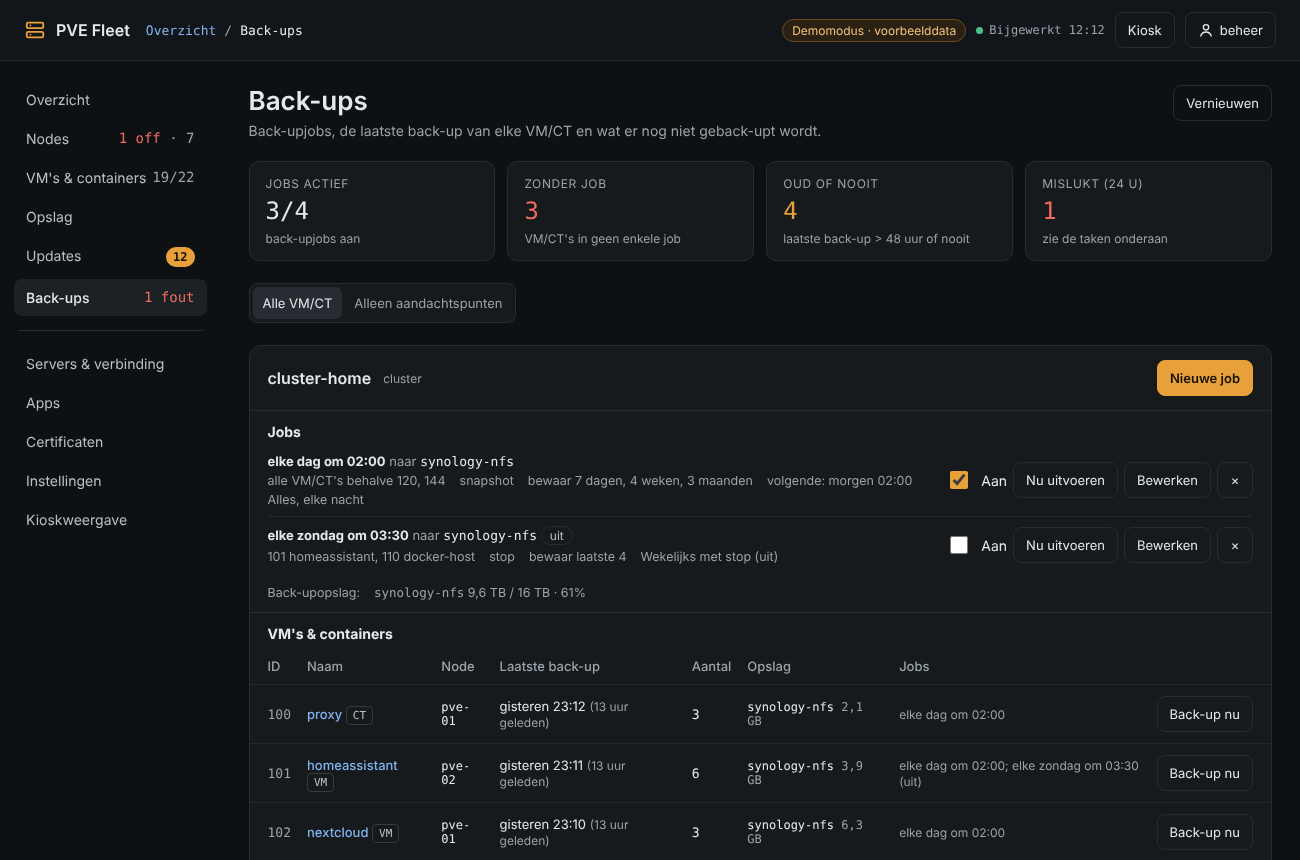 PVE Fleet Overzicht / Back-ups Demomodus · voorbeelddata Bijgewerkt 12:12 Kiosk beheer
Overzicht
Nodes 1 off · 7
VM's & containers 19/22
Opslag
Updates 12
Back-ups 1 fout
Servers & verbinding
Apps
Certificaten
Instellingen
Kioskweergave
Back-ups
Vernieuwen
Back-upjobs, de laatste back-up van elke VM/CT en wat er nog niet geback-upt wordt.
JOBS ACTIEF
3/4
back-upjobs aan
ZONDER JOB
3
VM/CT's in geen enkele job
OUD OF NOOIT
4
laatste back-up > 48 uur of nooit
MISLUKT (24 U)
1
zie de taken onderaan
Alle VM/CT Alleen aandachtspunten
cluster-home cluster Nieuwe job
Jobs
elke dag om 02:00 naar synology-nfs
alle VM/CT's behalve 120, 144 snapshot bewaar 7 dagen, 4 weken, 3 maanden volgende: morgen 02:00
Alles, elke nacht
Aan Nu uitvoeren Bewerken ×
elke zondag om 03:30 naar synology-nfs uit
101 homeassistant, 110 docker-host stop bewaar laatste 4 Wekelijks met stop (uit)
Aan Nu uitvoeren Bewerken ×
Back-upopslag: synology-nfs 9,6 TB / 16 TB · 61%
VM's & containers
ID Naam Node Laatste back-up Aantal Opslag Jobs
100 proxy CT pve-01 gisteren 23:12 (13 uur geleden) 3 synology-nfs 2,1 GB elke dag om 02:00 Back-up nu
101 homeassistant VM pve-02 gisteren 23:11 (13 uur geleden) 6 synology-nfs 3,9 GB elke dag om 02:00; elke zondag om 03:30 (uit) Back-up nu
102 nextcloud VM pve-01 gisteren 23:10 (13 uur geleden) 3 synology-nfs 6,3 GB elke dag om 02:00 Back-up nu